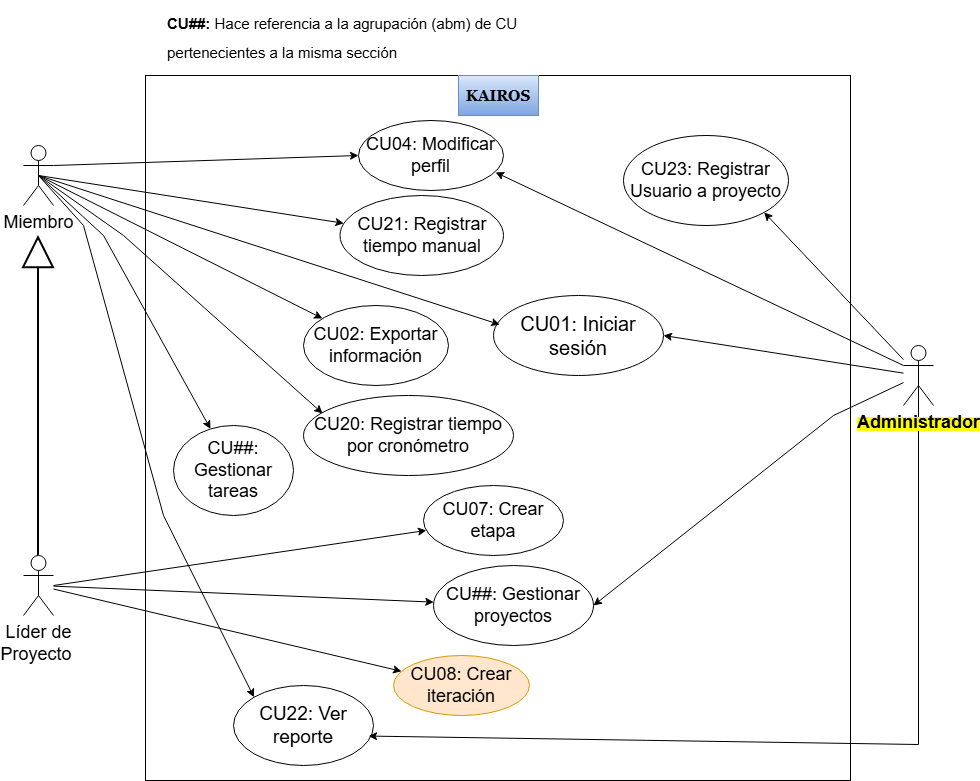 CU##: Hace referencia a la agrupación (abm) de CU
pertenecientes a la misma sección
KAIROS
CU04: Modificar
perfil
CU23: Registrar
Usuario a proyecto
Miembro
CU21: Registrar
tiempo manual
CU02: Exportar
información
CU01: Iniciar
sesión
CU20: Registrar tiempo
por cronómetro
Administrador
CU##:
Gestionar
tareas
CU07: Crear
etapa
CU##: Gestionar
proyectos
Líder de
Proyecto
CU08: Crear
iteración
CU22: Ver
reporte